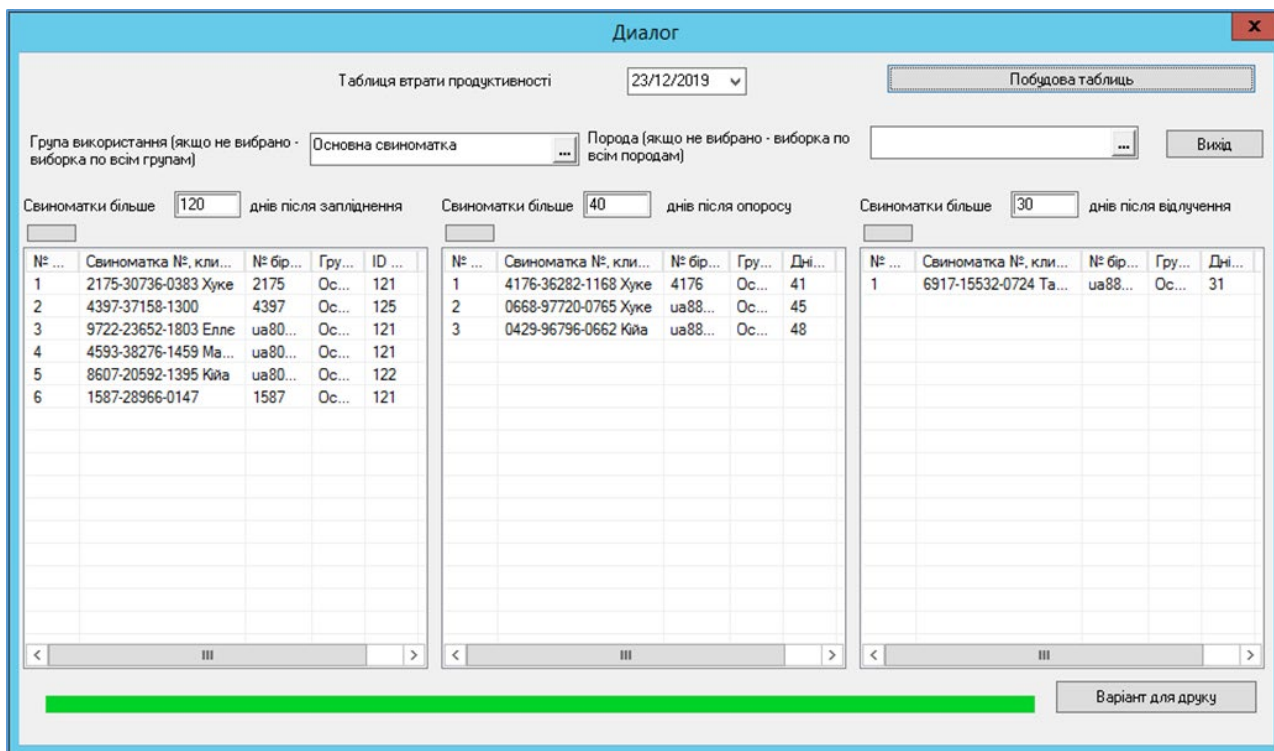 Диалог
x
Таблиця втрати продуктивності 23/12/2019 Побудова таблиць
Група використання (якщо не вибрано - виборка по всім групам) Основна свиноматка ... Порода (якщо не вибрано - виборка по всім породам) ... Вихід
Свиноматки більше 120 днів після запліднення
№ ... Свиноматка №, кли... № бір... Гру... ID ...
1 2175-30736-0383 Хуке 2175 Ос... 121
2 4397-37158-1300 4397 Ос... 125
3 9722-23652-1803 Еллє ua80... Ос... 121
4 4593-38276-1459 Ма... ua80... Ос... 121
5 8607-20592-1395 Кійа ua80... Ос... 122
6 1587-28966-0147 1587 Ос... 121
Свиноматки більше 40 днів після опоросу
№ ... Свиноматка №, кли... № бір... Гру... Дні...
1 4176-36282-1168 Хуке 4176 Ос... 41
2 0668-97720-0765 Хуке ua88... Ос... 45
3 0429-96796-0662 Кійа ua88... Ос... 48
Свиноматки більше 30 днів після відлучення
№ ... Свиноматка №, кли... № бір... Гру... Дні...
1 6917-15532-0724 Та... ua88... Ос... 31
Варіант для друку